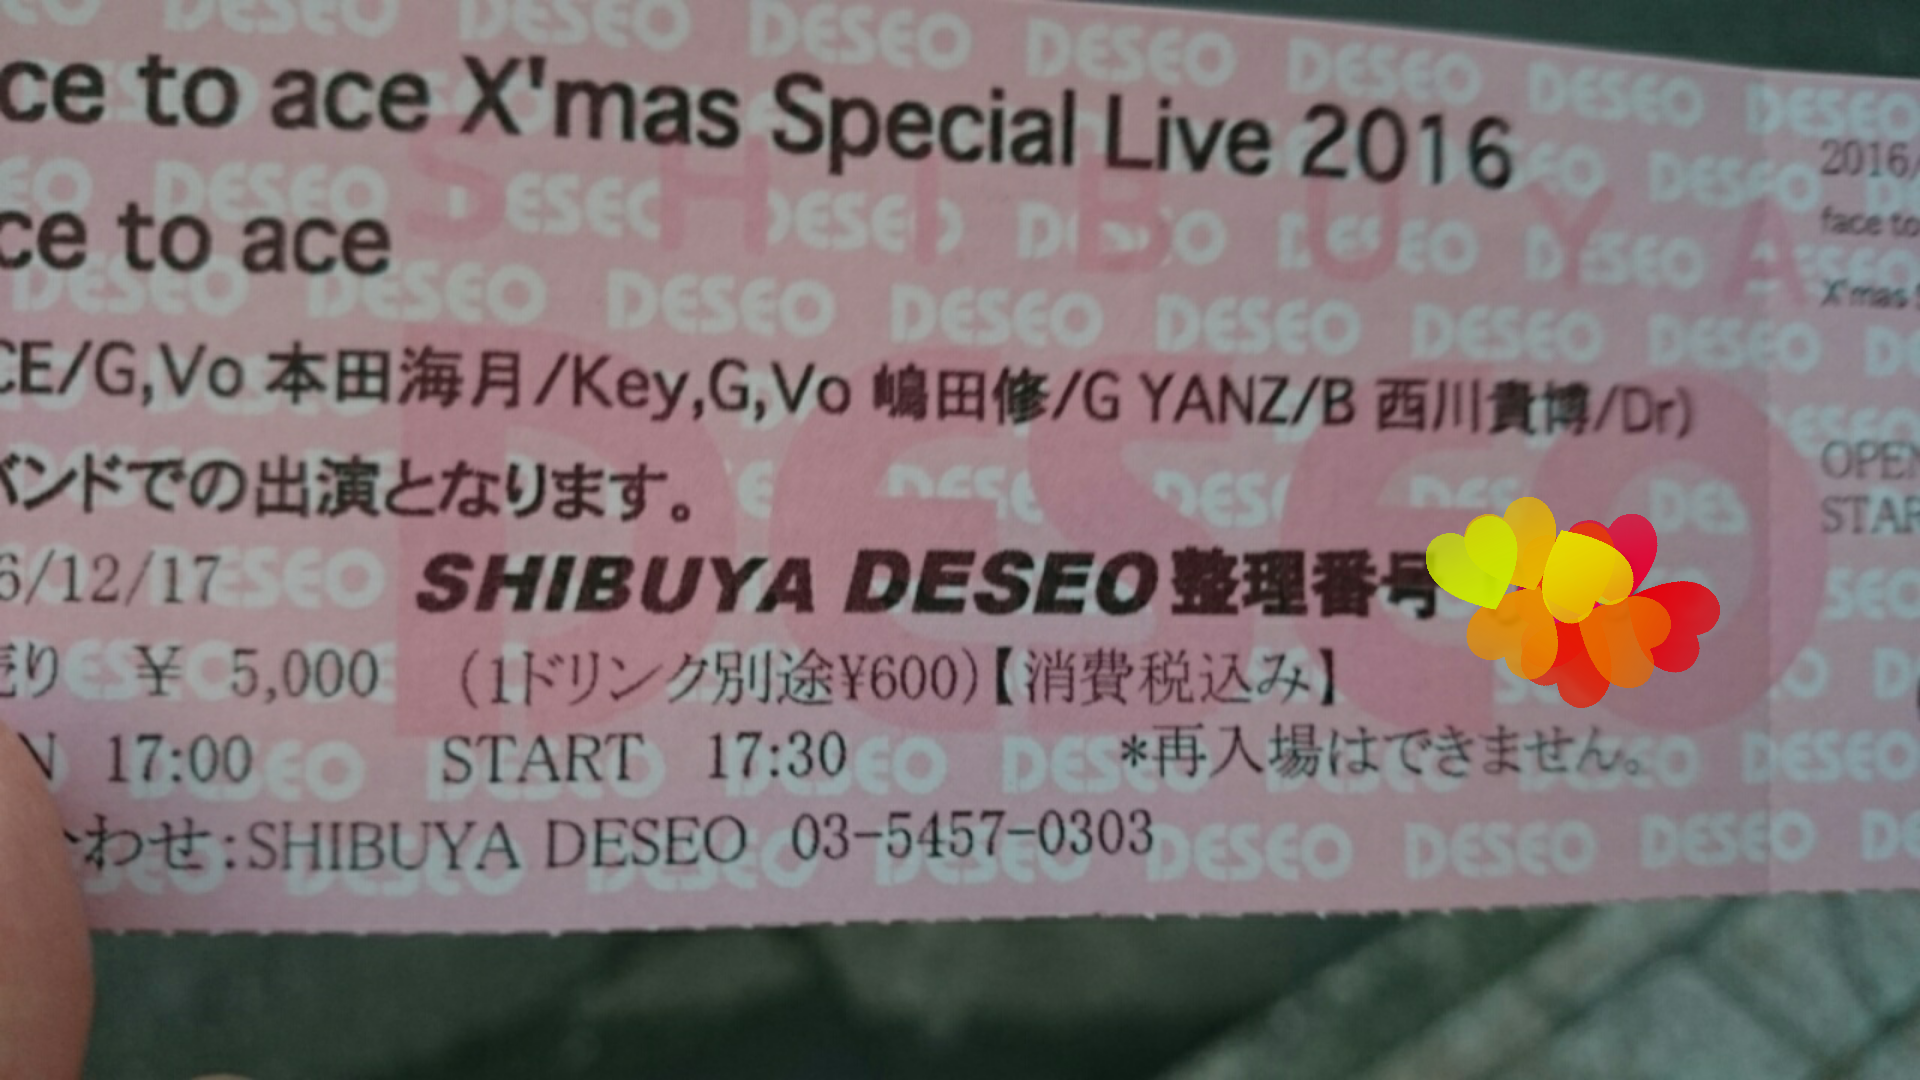 ce to ace X'mas Special Live 2016
ce to ace
CE/G,Vo 本田海月/Key,G,Vo 嶋田修/G YANZ/B 西川貴博/Dr)
バンドでの出演となります。
6/12/17 SHIBUYA DESEO 整理番号
売り ¥ 5,000 (1ドリンク別途¥600)【消費税込み】
N 17:00 START 17:30 *再入場はできません。
わせ:SHIBUYA DESEO 03-5457-0303
SHIBUYA
DESEO
2016/
face to
X'mas
OPEN
STAR